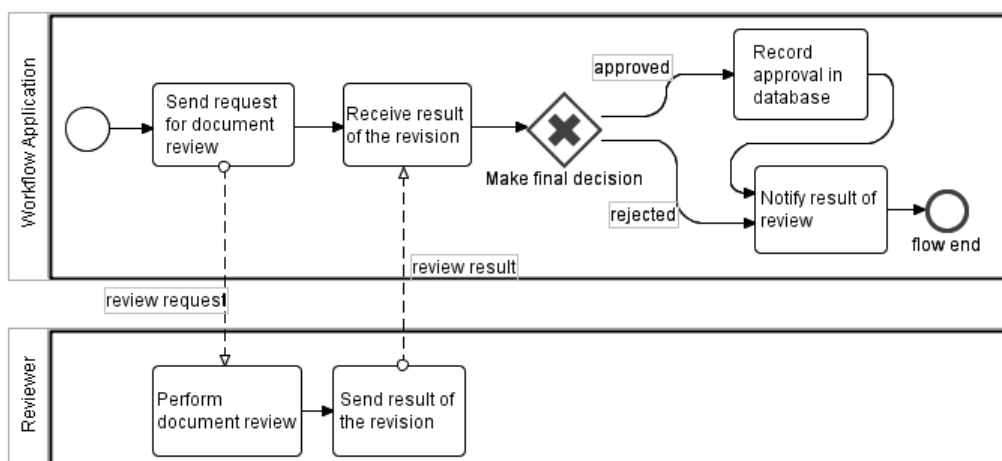 Workflow Application
Send request
for document
review
Receive result
of the revision
Make final decision
approved
rejected
Record
approval in
database
Notify result of
review
flow end
review request
review result
Reviewer
Perform
document review
Send result of
the revision